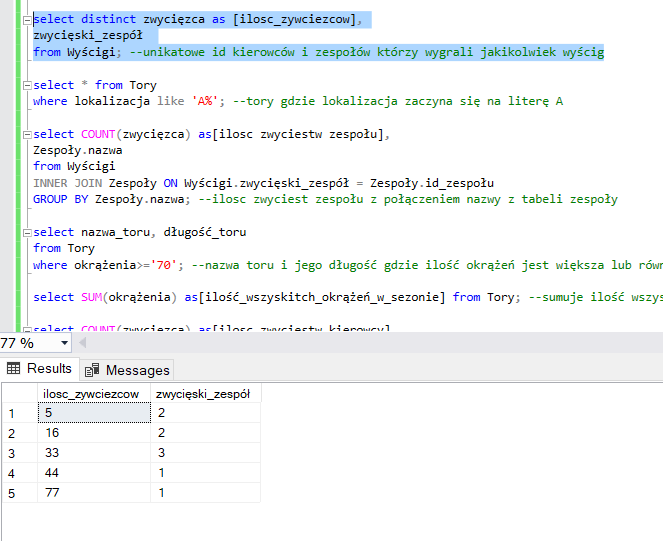 select distinct zwycięzca as [ilosc_zywciezcow],
zwycięski_zespół
from Wyścigi; --unikatowe id kierowców i zespołów którzy wygrali jakikolwiek wyścig
select * from Tory
where lokalizacja like 'A%'; --tory gdzie lokalizacja zaczyna się na literę A
select COUNT(zwycięzca) as[ilosc zwyciestw zespołu],
Zespoły.nazwa
from Wyścigi
INNER JOIN Zespoły ON Wyścigi.zwycięski_zespół = Zespoły.id_zespołu
GROUP BY Zespoły.nazwa; --ilosc zwyciest zespołu z połączeniem nazwy z tabeli zespoły
select nazwa_toru, długość_toru
from Tory
where okrążenia>='70'; --nazwa toru i jego długość gdzie ilość okrążeń jest większa lub równ
select SUM(okrążenia) as[ilość_wszyskitch_okrążeń_w_sezonie] from Tory; --sumuje ilość wszys
select COUNT(zwycięzca) as[ilosc zwyciestw kierowcy]
77 %
Results Messages
ilosc_zywciezcow zwycięski_zespół
1 5 2
2 16 2
3 33 3
4 44 1
5 77 1